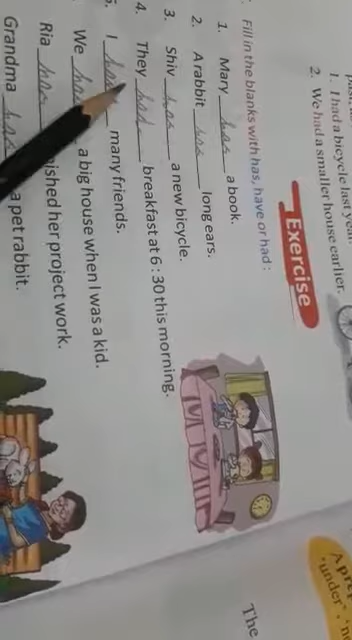 1. I had a bicycle last year.
2. We had a smaller house earlier.
Exercise
Fill in the blanks with has, have or had :
1. Mary has a book.
2. A rabbit has long ears.
3. Shiv has a new bicycle.
4. They had breakfast at 6 : 30 this morning.
5. I many friends.
We a big house when I was a kid.
Ria has ished her project work.
Grandma has a pet rabbit.
"under",
The